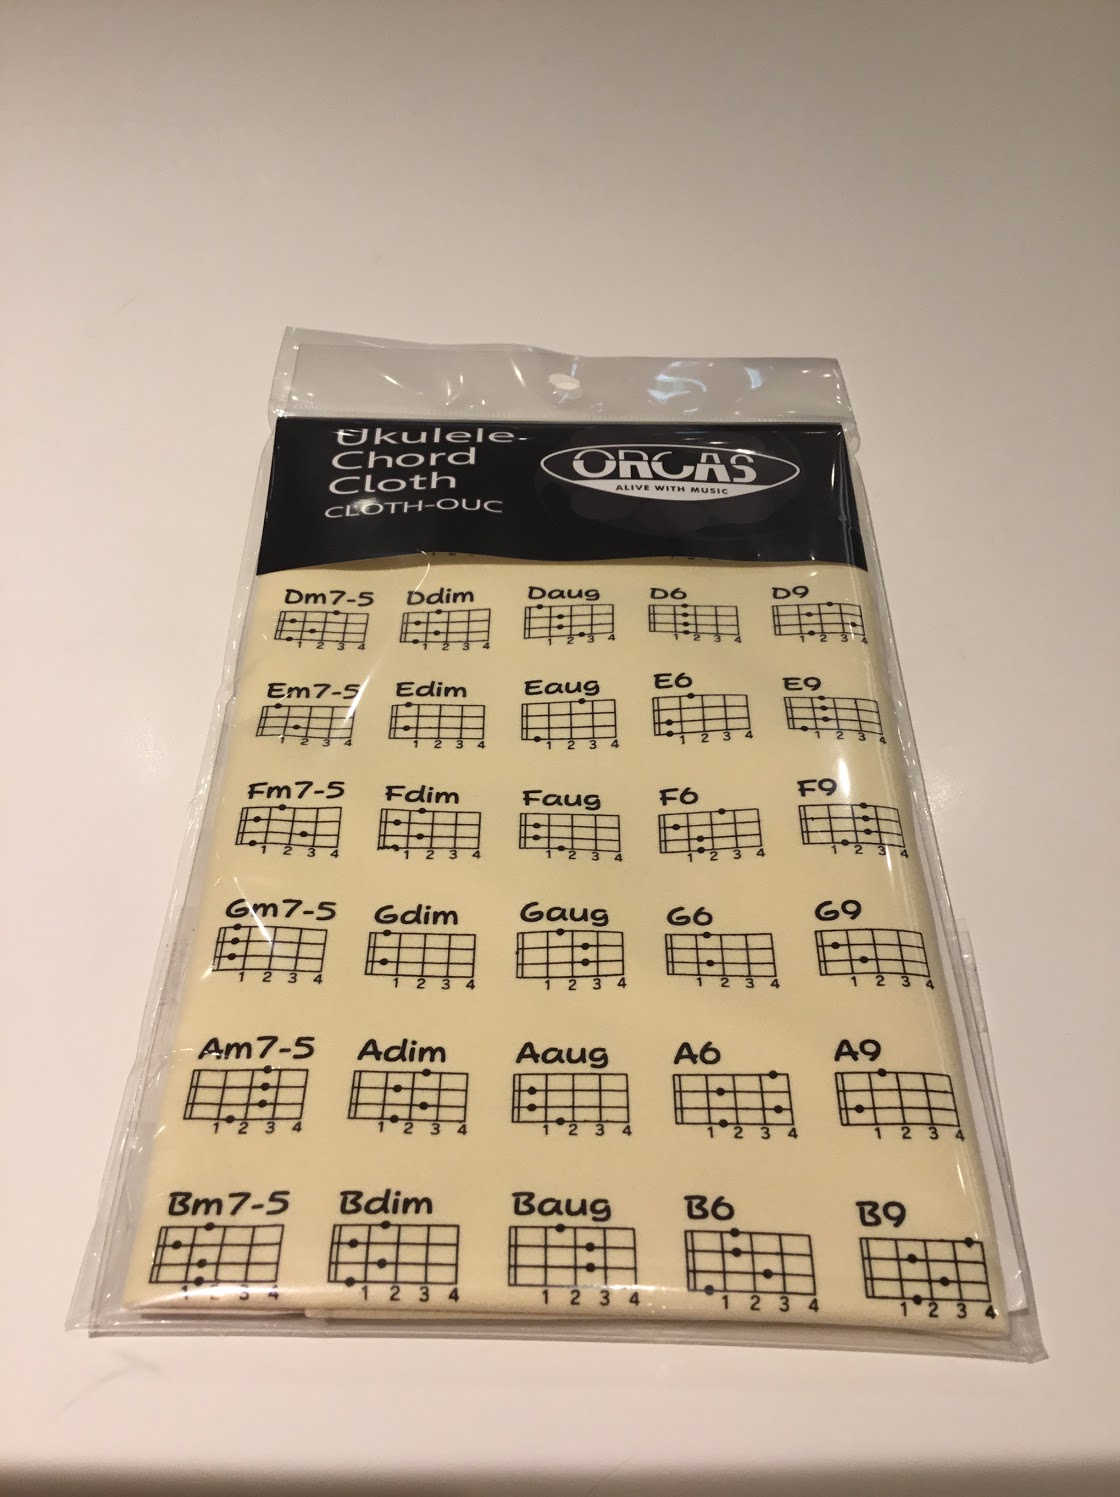 Ukulele
Chord
Cloth
CLOTH-OUC
ORCAS
ALIVE WITH MUSIC
Dm7-5 Ddim Daug D6 D9
1 2 3 4 1 2 3 4 1 2 3 4 1 2 3 4 1 2 3 4
Em7-5 Edim Eaug E6 E9
1 2 3 4 1 2 3 4 1 2 3 4 1 2 3 4 1 2 3 4
Fm7-5 Fdim Faug F6 F9
1 2 3 4 1 2 3 4 1 2 3 4 1 2 3 4 1 2 3 4
Gm7-5 Gdim Gaug G6 G9
1 2 3 4 1 2 3 4 1 2 3 4 1 2 3 4 1 2 3 4
Am7-5 Adim Aaug A6 A9
1 2 3 4 1 2 3 4 1 2 3 4 1 2 3 4 1 2 3 4
Bm7-5 Bdim Baug B6 B9
1 2 3 4 1 2 3 4 1 2 3 4 1 2 3 4 1 2 3 4